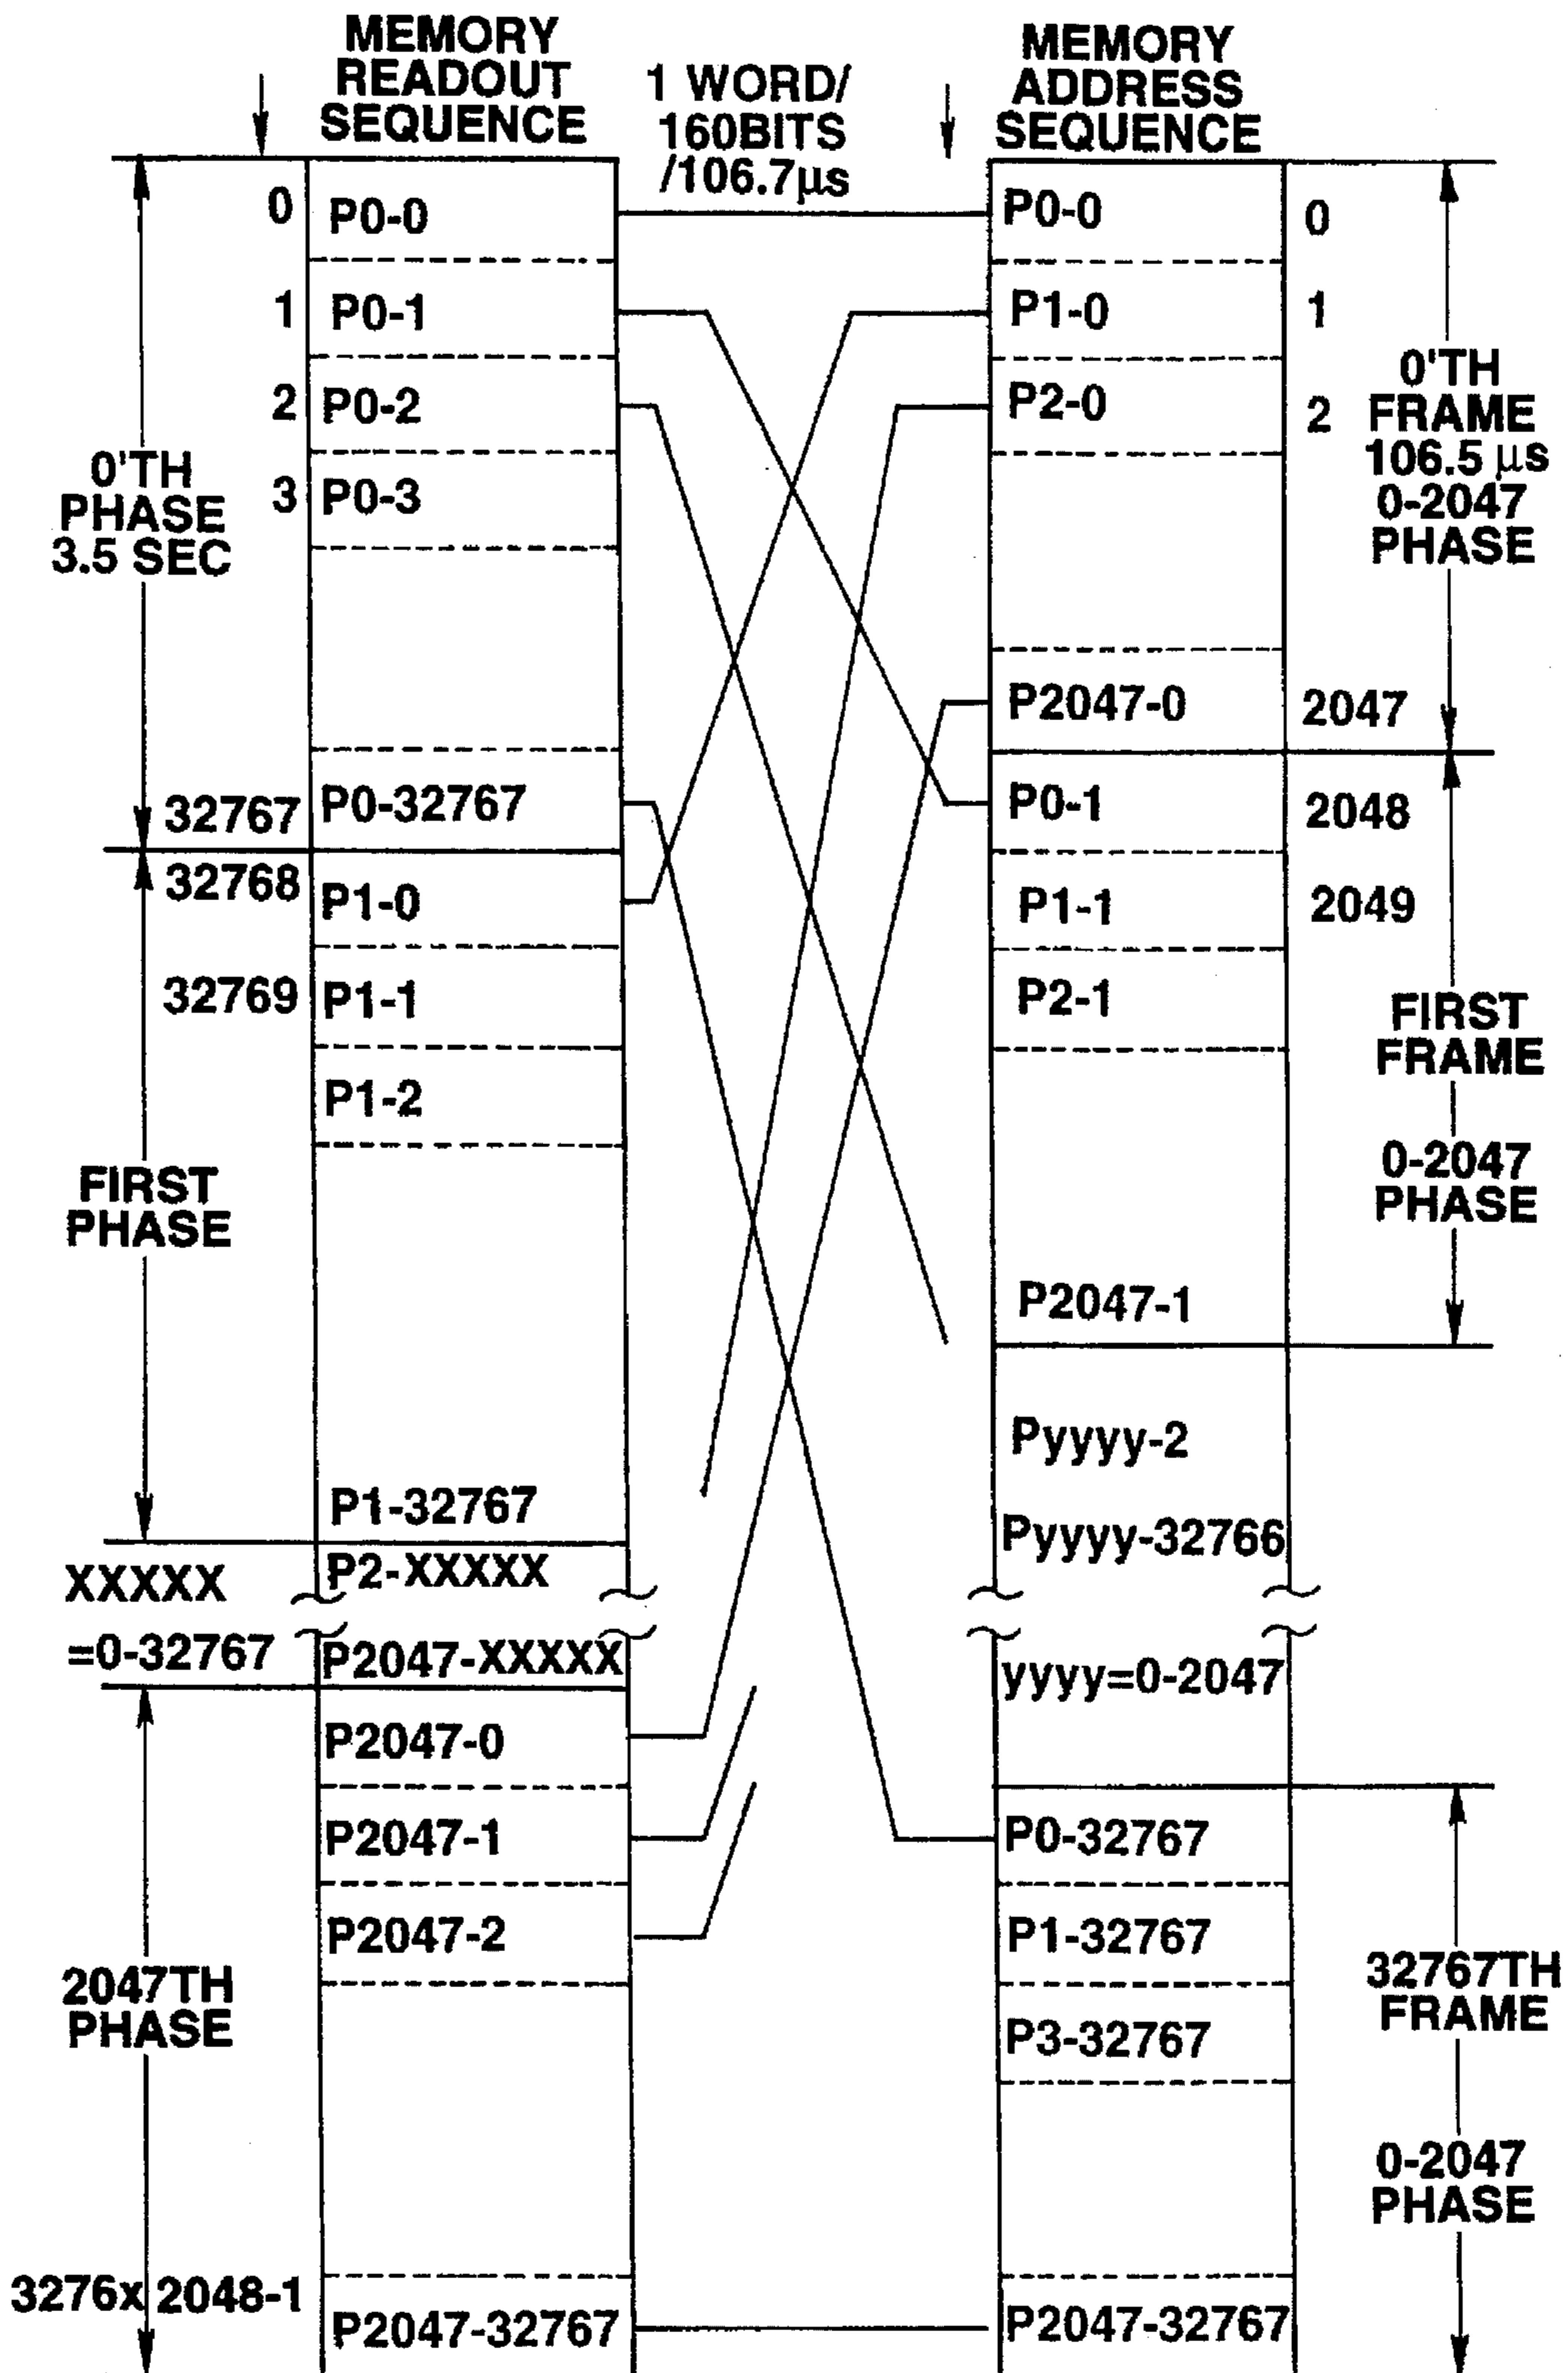 MEMORY
READOUT
SEQUENCE
1 WORD/
160BITS
/106.7µs
MEMORY
ADDRESS
SEQUENCE
0
P0-0
1
P0-1
2
P0-2
3
P0-3
0'TH
PHASE
3.5 SEC
32767
P0-32767
32768
P1-0
32769
P1-1
P1-2
FIRST
PHASE
P1-32767
XXXXX
P2-XXXXX
=0-32767
P2047-XXXXX
P2047-0
P2047-1
P2047-2
2047TH
PHASE
3276x 2048-1
P2047-32767
P0-0
0
P1-0
1
P2-0
2
0'TH
FRAME
106.5 µs
0-2047
PHASE
P2047-0
2047
P0-1
2048
P1-1
2049
P2-1
FIRST
FRAME
0-2047
PHASE
P2047-1
Pyyyy-2
Pyyyy-32766
yyyy=0-2047
P0-32767
P1-32767
P3-32767
32767TH
FRAME
0-2047
PHASE
P2047-32767